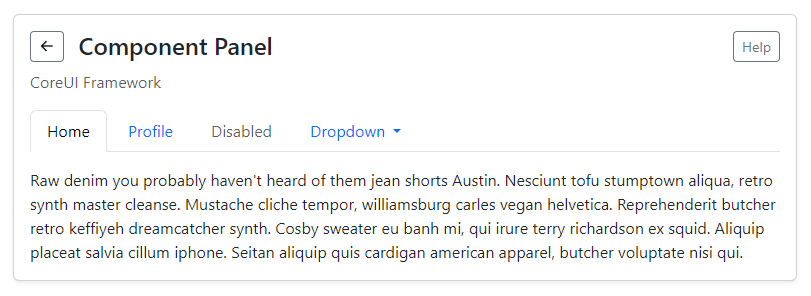 Component Panel
Help
CoreUI Framework
Home Profile Disabled Dropdown
Raw denim you probably haven't heard of them jean shorts Austin. Nesciunt tofu stumptown aliqua, retro
synth master cleanse. Mustache cliche tempor, williamsburg carles vegan helvetica. Reprehenderit butcher
retro keffiyeh dreamcatcher synth. Cosby sweater eu banh mi, qui irure terry richardson ex squid. Aliquip
placeat salvia cillum iphone. Seitan aliquip quis cardigan american apparel, butcher voluptate nisi qui.